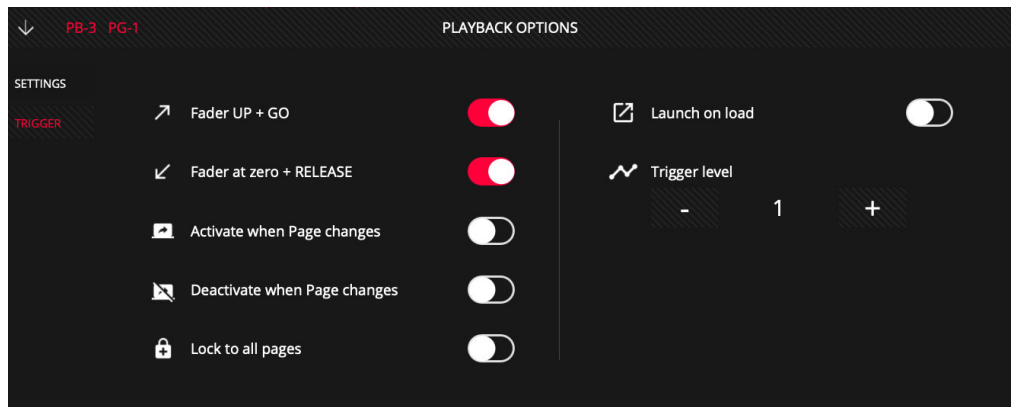 PB-3 PG-1
PLAYBACK OPTIONS
SETTINGS
TRIGGER
Fader UP + GO
Fader at zero + RELEASE
Activate when Page changes
Deactivate when Page changes
Lock to all pages
Launch on load
Trigger level
- 1 +